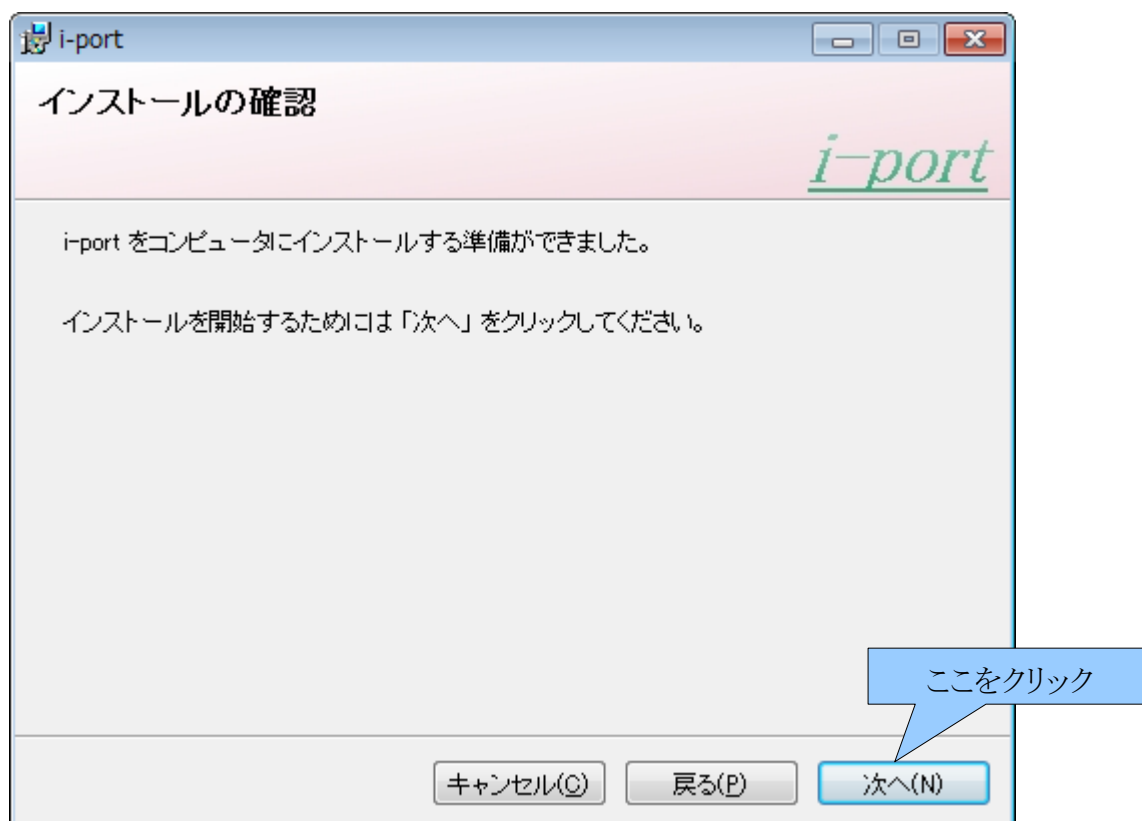 i-port
インストールの確認
i-port
i-port をコンピュータにインストールする準備ができました。
インストールを開始するためには「次へ」をクリックしてください。
ここをクリック
キャンセル(C) 戻る(P) 次へ(N)